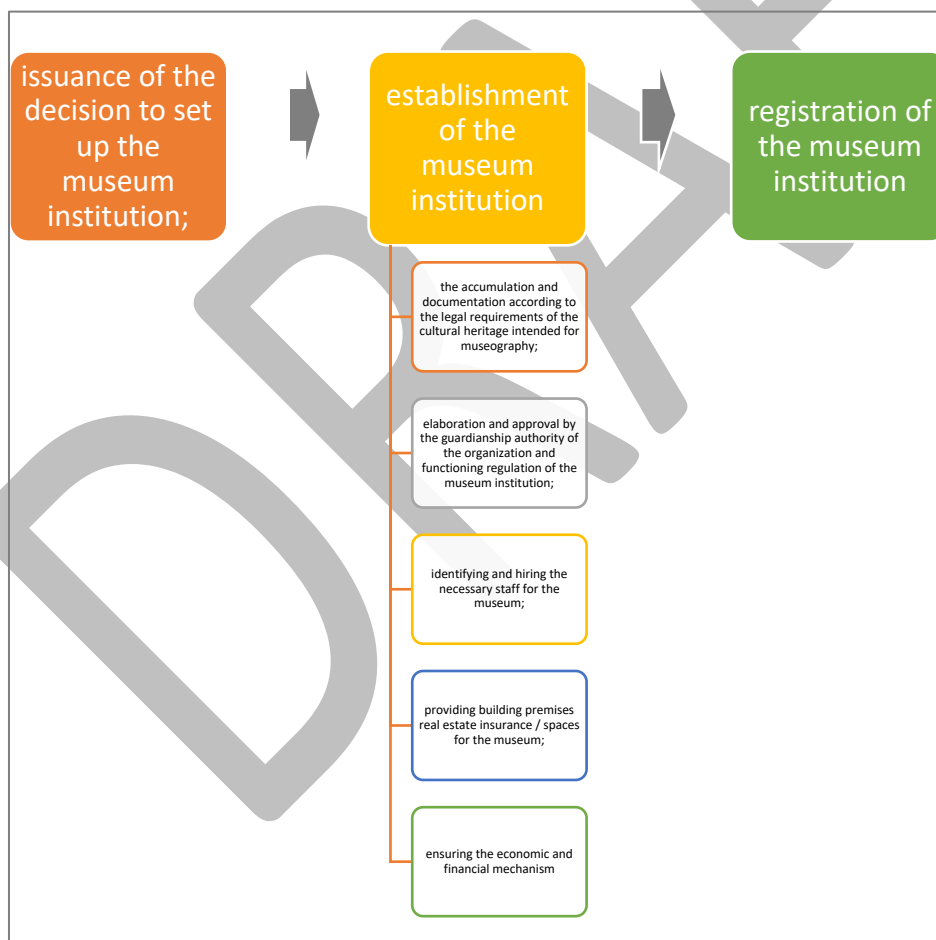 issuance of the
decision to set
up the
museum
institution;
establishment
of the
museum
institution
registration of
the museum
institution
the accumulation and
documentation according to
the legal requirements of the
cultural heritage intended for
museography;
elaboration and approval by
the guardianship authority of
the organization and
functioning regulation of the
museum institution;
identifying and hiring the
necessary staff for the
museum;
providing building premises
real estate insurance / spaces
for the museum;
ensuring the economic and
financial mechanism
DRA